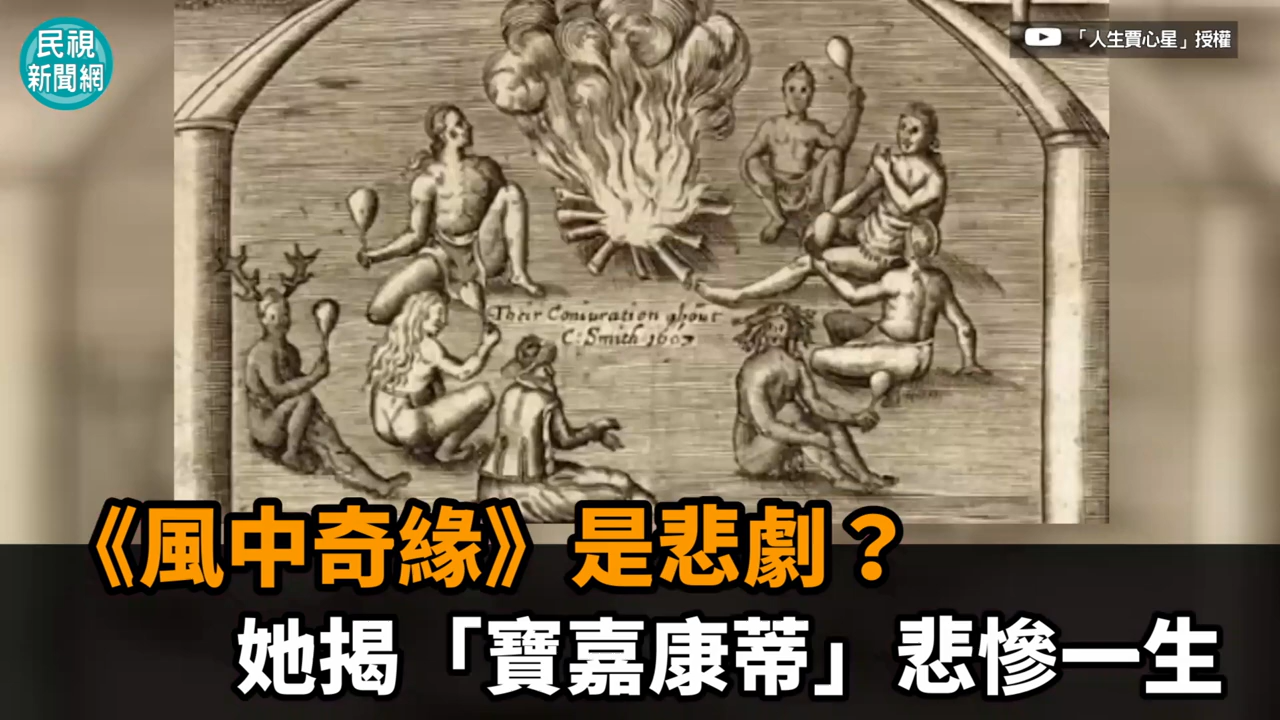 民視
新聞網
「人生賈心星」授權
Their Coniuration about
C: Smith 1607
《風中奇緣》是悲劇？
她揭「寶嘉康蒂」悲慘一生